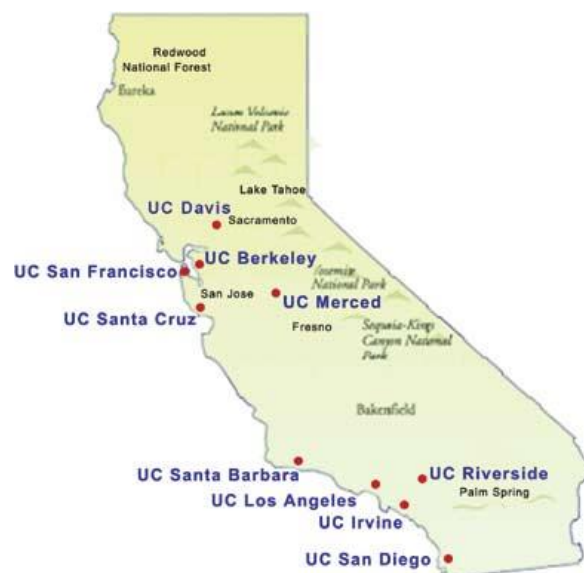 Redwood
National Forest
Eureka
Lassen Volcanic
National Park
Lake Tahoe
UC Davis
Sacramento
UC Berkeley
UC San Francisco
Yosemite
National Park
San Jose
UC Merced
UC Santa Cruz
Fresno
Sequoia-Kings
Canyon National
Park
Bakenfield
UC Santa Barbara
UC Riverside
UC Los Angeles
Palm Spring
UC Irvine
UC San Diego